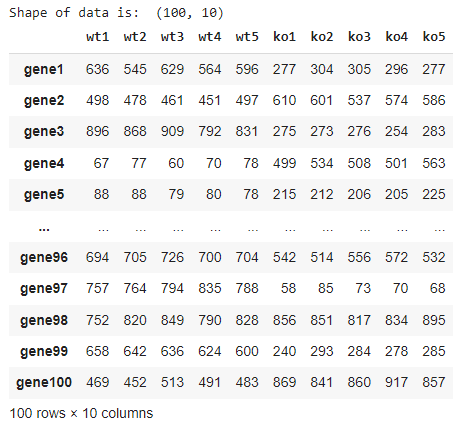 Shape of data is:  (100, 10)
wt1 wt2 wt3 wt4 wt5 ko1 ko2 ko3 ko4 ko5
gene1 636 545 629 564 596 277 304 305 296 277
gene2 498 478 461 451 497 610 601 537 574 586
gene3 896 868 909 792 831 275 273 276 254 283
gene4 67 77 60 70 78 499 534 508 501 563
gene5 88 88 79 80 78 215 212 206 205 225
... ... ... ... ... ... ... ... ... ... ...
gene96 694 705 726 700 704 542 514 556 572 532
gene97 757 764 794 835 788 58 85 73 70 68
gene98 752 820 849 790 828 856 851 817 834 895
gene99 658 642 636 624 600 240 293 284 278 285
gene100 469 452 513 491 483 869 841 860 917 857
100 rows × 10 columns